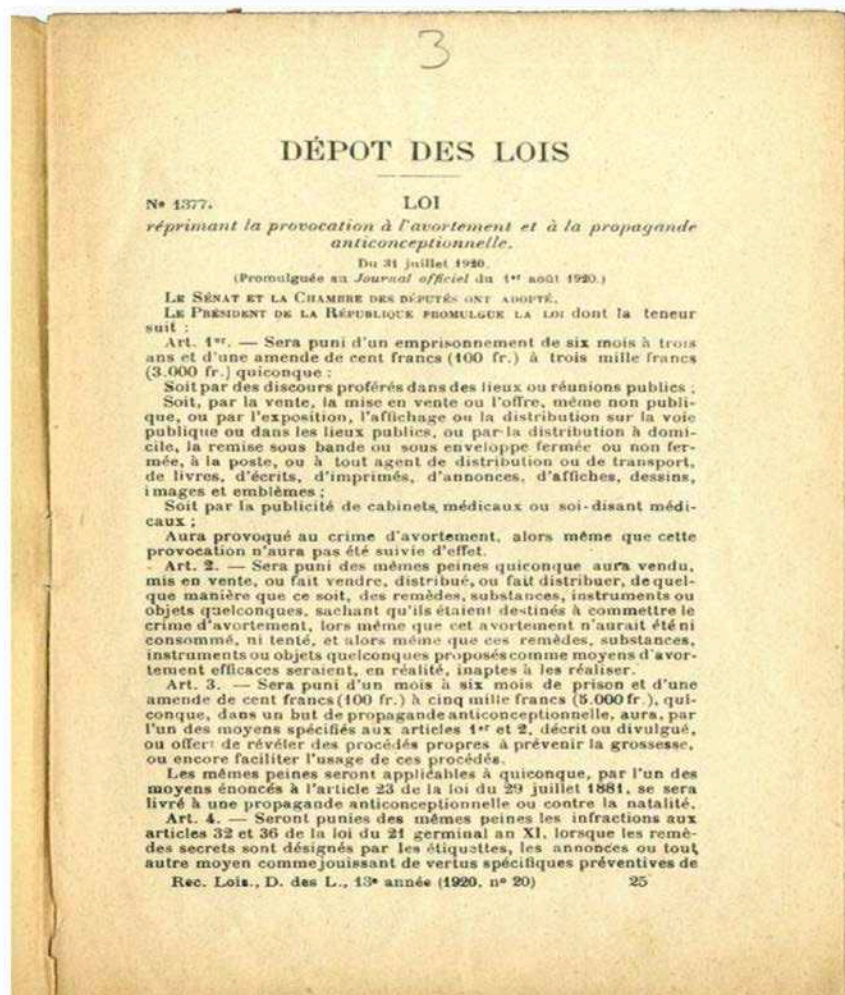 3
DÉPOT DES LOIS
No 1377. LOI
réprimant la provocation à l'avortement et à la propagande
anticonceptionnelle.
Du 31 juillet 1920.
(Promulguée au Journal officiel du 1er août 1920.)
LE SÉNAT ET LA CHAMBRE DES DÉPUTÉS ONT ADOPTÉ.
LE PRÉSIDENT DE LA RÉPUBLIQUE PROMULGUE LA LOI dont la teneur
suit :
Art. 1er. — Sera puni d'un emprisonnement de six mois à trois
ans et d'une amende de cent francs (100 fr.) à trois mille francs
(3.000 fr.) quiconque :
Soit par des discours proférés dans des lieux ou réunions publics ;
Soit, par la vente, la mise en vente ou l'offre, même non publi-
que, ou par l'exposition, l'affichage ou la distribution sur la voie
publique ou dans les lieux publics, ou par la distribution à domi-
cile, la remise sous bande ou sous enveloppe fermée ou non fer-
mée, à la poste, ou à tout agent de distribution ou de transport,
de livres, d'écrits, d'imprimés, d'annonces, d'affiches, dessins,
images et emblèmes ;
Soit par la publicité de cabinets médicaux ou soi-disant médi-
caux ;
Aura provoqué au crime d'avortement, alors même que cette
provocation n'aura pas été suivie d'effet.
Art. 2. — Sera puni des mêmes peines quiconque aura vendu,
mis en vente, ou fait vendre, distribué, ou fait distribuer, de quel-
que manière que ce soit, des remèdes, substances, instruments ou
objets quelconques, sachant qu'ils étaient destinés à commettre le
crime d'avortement, lors même que cet avortement n'aurait été ni
consommé, ni tenté, et alors même que ces remèdes, substances,
instruments ou objets quelconques proposés comme moyens d'avor-
tement efficaces seraient, en réalité, inaptes à les réaliser.
Art. 3. — Sera puni d'un mois à six mois de prison et d'une
amende de cent francs (100 fr.) à cinq mille francs (5.000 fr.), qui-
conque, dans un but de propagande anticonceptionnelle, aura, par
l'un des moyens spécifiés aux articles 1er et 2, décrit ou divulgué,
ou offert de révéler des procédés propres à prévenir la grossesse,
ou encore faciliter l'usage de ces procédés.
Les mêmes peines seront applicables à quiconque, par l'un des
moyens énoncés à l'article 23 de la loi du 29 juillet 1881, se sera
livré à une propagande anticonceptionnelle ou contre la natalité.
Art. 4. — Seront punies des mêmes peines les infractions aux
articles 32 et 36 de la loi du 21 germinal an XI, lorsque les remè-
des secrets sont désignés par les étiquettes, les annonces ou tout
autre moyen comme jouissant de vertus spécifiques préventives de
Rec. Lois., D. des L., 13e année (1920, no 20) 25